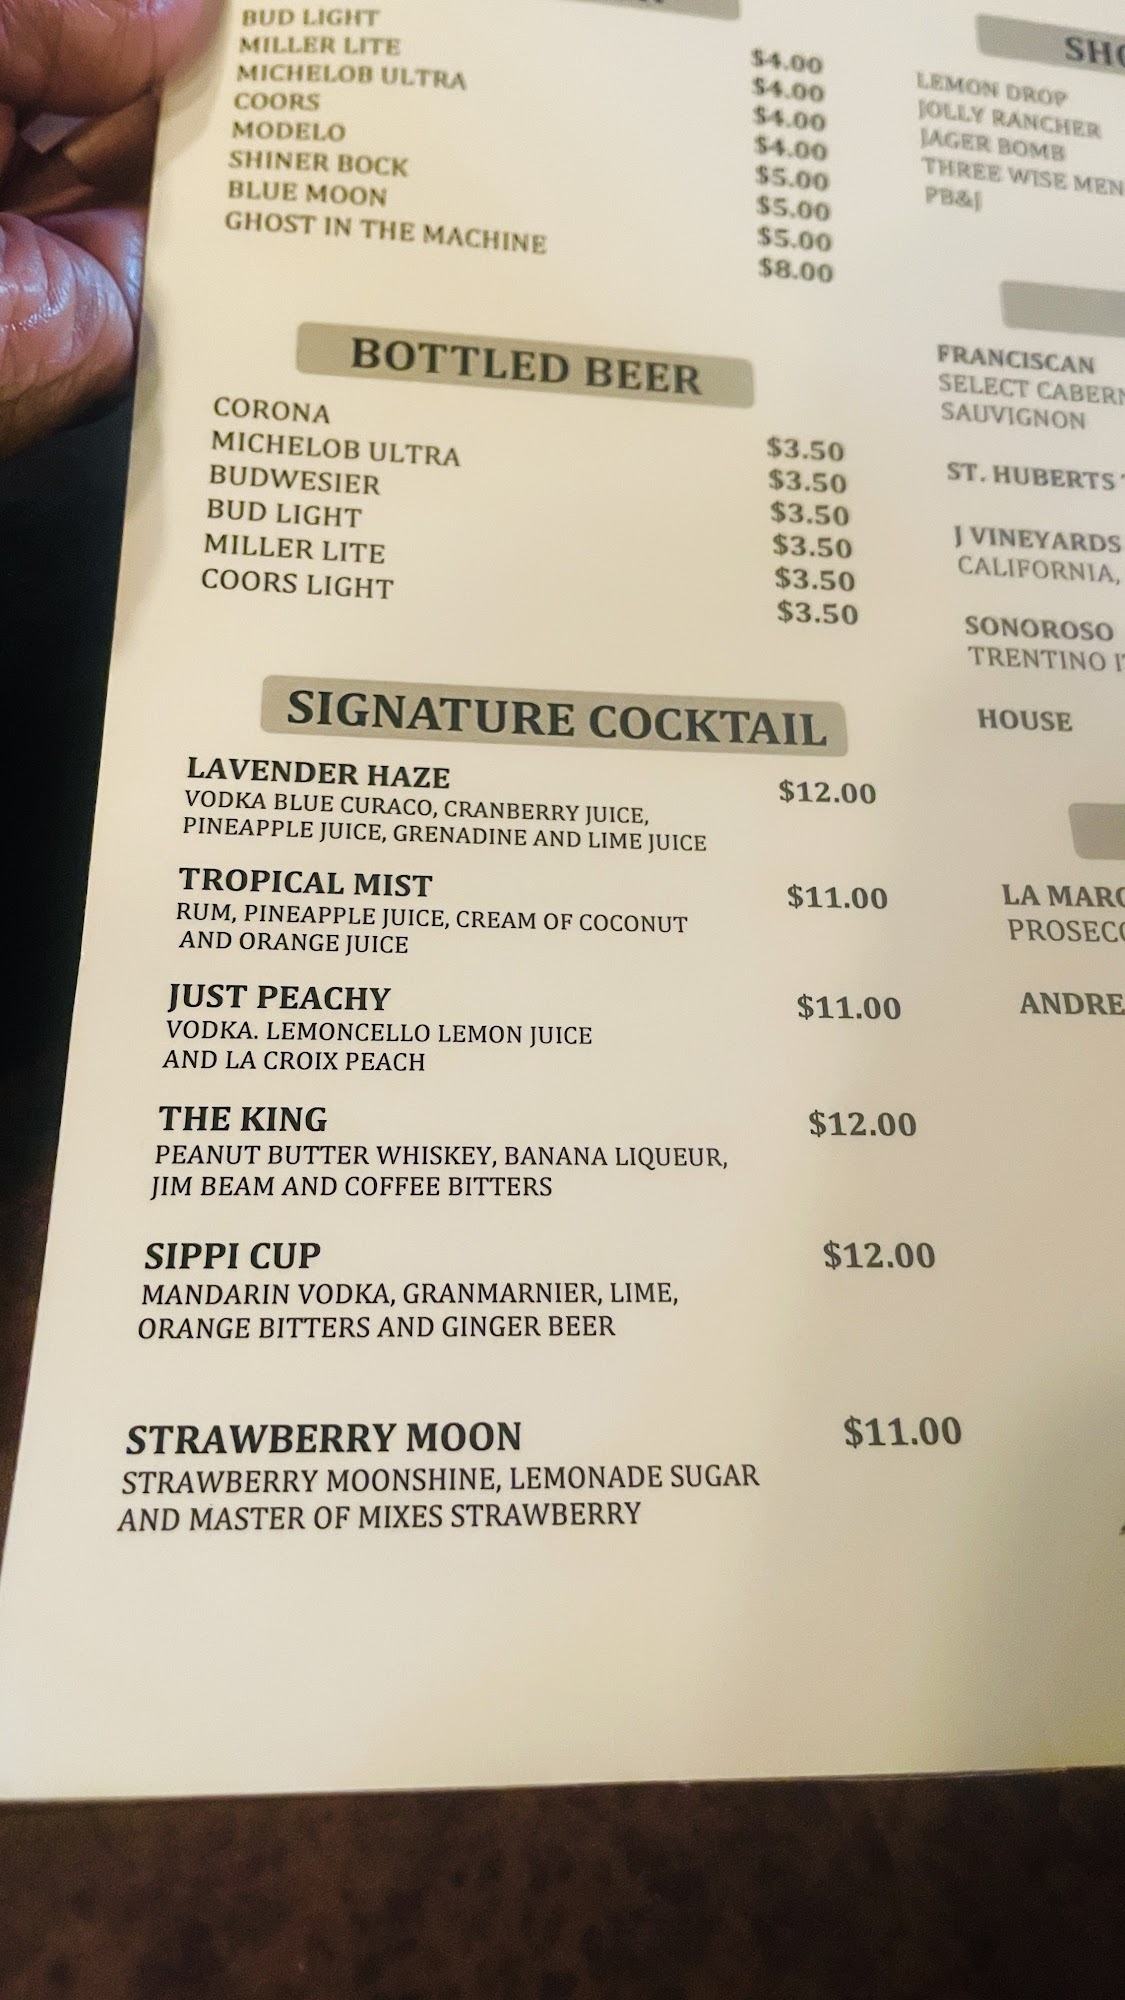 BUD LIGHT $4.00
MILLER LITE $4.00
MICHELOB ULTRA $4.00
COORS $4.00
MODELO $5.00
SHINER BOCK $5.00
BLUE MOON $5.00
GHOST IN THE MACHINE $8.00
BOTTLED BEER
CORONA $3.50
MICHELOB ULTRA $3.50
BUDWESIER $3.50
BUD LIGHT $3.50
MILLER LITE $3.50
COORS LIGHT $3.50
SIGNATURE COCKTAIL
LAVENDER HAZE $12.00
VODKA BLUE CURACO, CRANBERRY JUICE,
PINEAPPLE JUICE, GRENADINE AND LIME JUICE
TROPICAL MIST $11.00
RUM, PINEAPPLE JUICE, CREAM OF COCONUT
AND ORANGE JUICE
JUST PEACHY $11.00
VODKA. LEMONCELLO LEMON JUICE
AND LA CROIX PEACH
THE KING $12.00
PEANUT BUTTER WHISKEY, BANANA LIQUEUR,
JIM BEAM AND COFFEE BITTERS
SIPPI CUP $12.00
MANDARIN VODKA, GRANMARNIER, LIME,
ORANGE BITTERS AND GINGER BEER
STRAWBERRY MOON $11.00
STRAWBERRY MOONSHINE, LEMONADE SUGAR
AND MASTER OF MIXES STRAWBERRY
LEMON DROP
JOLLY RANCHER
JAGER BOMB
THREE WISE MEN
PB&J
FRANCISCAN
SELECT
SAUVIGNON
ST. HUBERTS
J VINEYARDS
CALIFORNIA,
SONOROSO
TRENTINO
HOUSE
LA
ANDRE